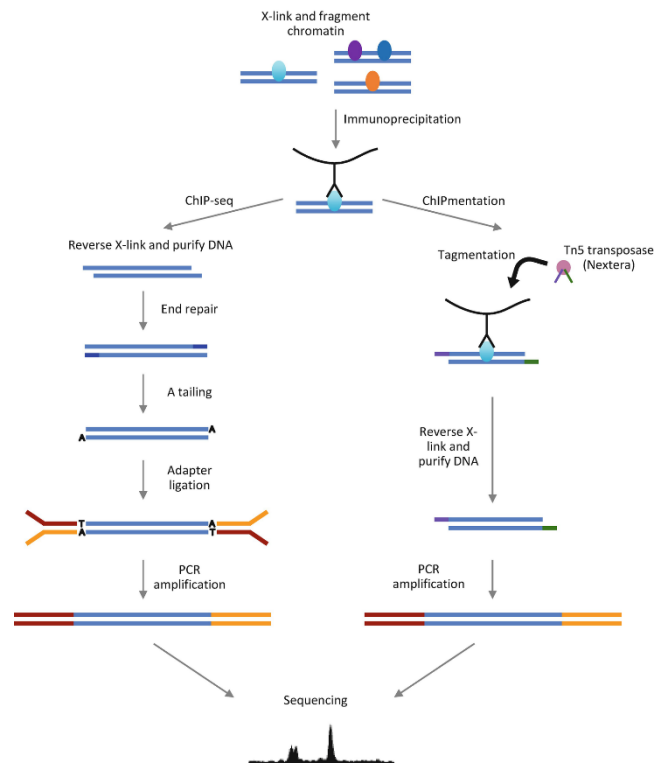 X-link and fragment
chromatin
Immunoprecipitation
ChIP-seq
ChIPmentation
Reverse X-link and purify DNA
Tagmentation
Tn5 transposase
(Nextera)
End repair
A tailing
A
A
Reverse X-
link and
purify DNA
Adapter
ligation
T
A
A
T
PCR
amplification
PCR
amplification
Sequencing